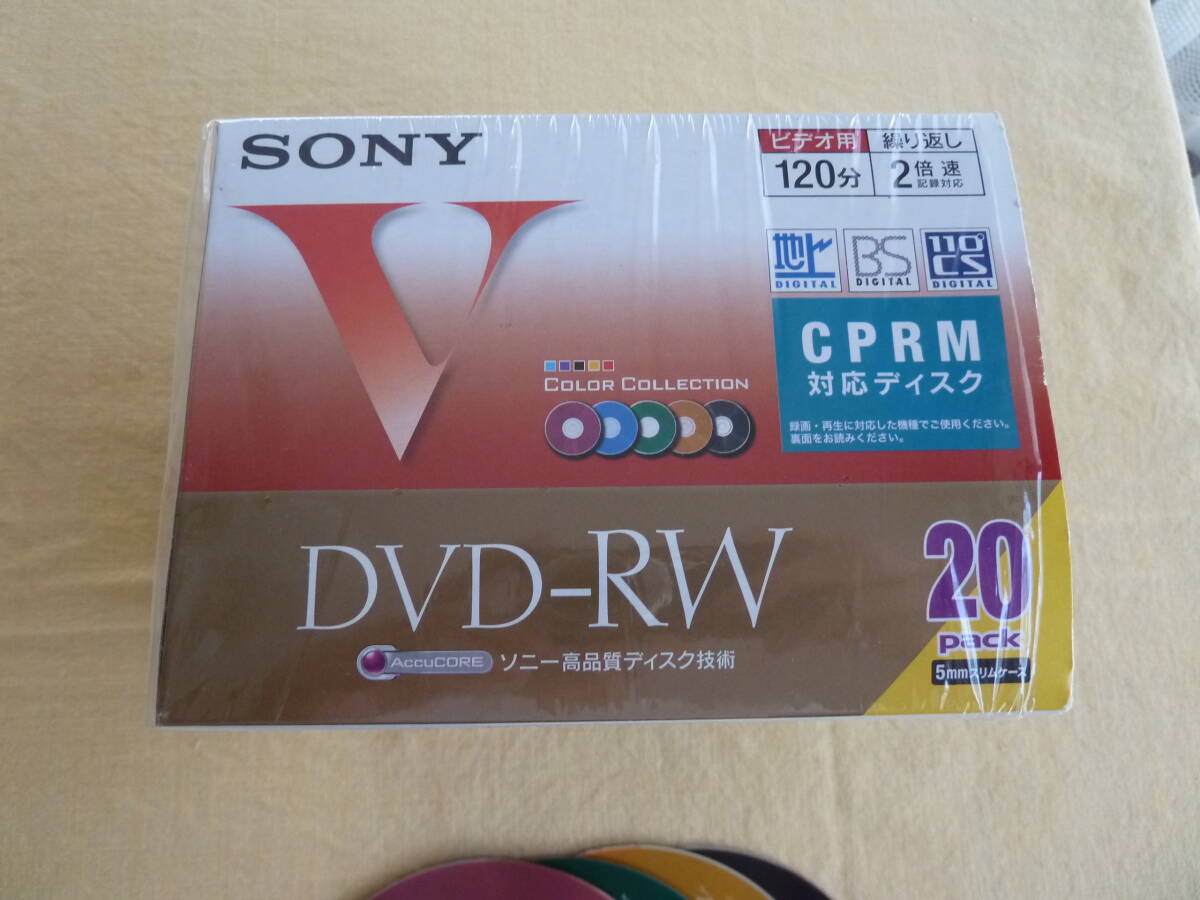 SONY
ビデオ用 繰り返し
120分 2倍速
記録対応
V
地上 BS 110°CS
DIGITAL DIGITAL DIGITAL
CPRM
対応ディスク
録画・再生に対応した機種でご使用ください。
裏面をお読みください。
COLOR COLLECTION
DVD-RW
AccuCORE ソニー高品質ディスク技術
20
pack
5mmスリムケース